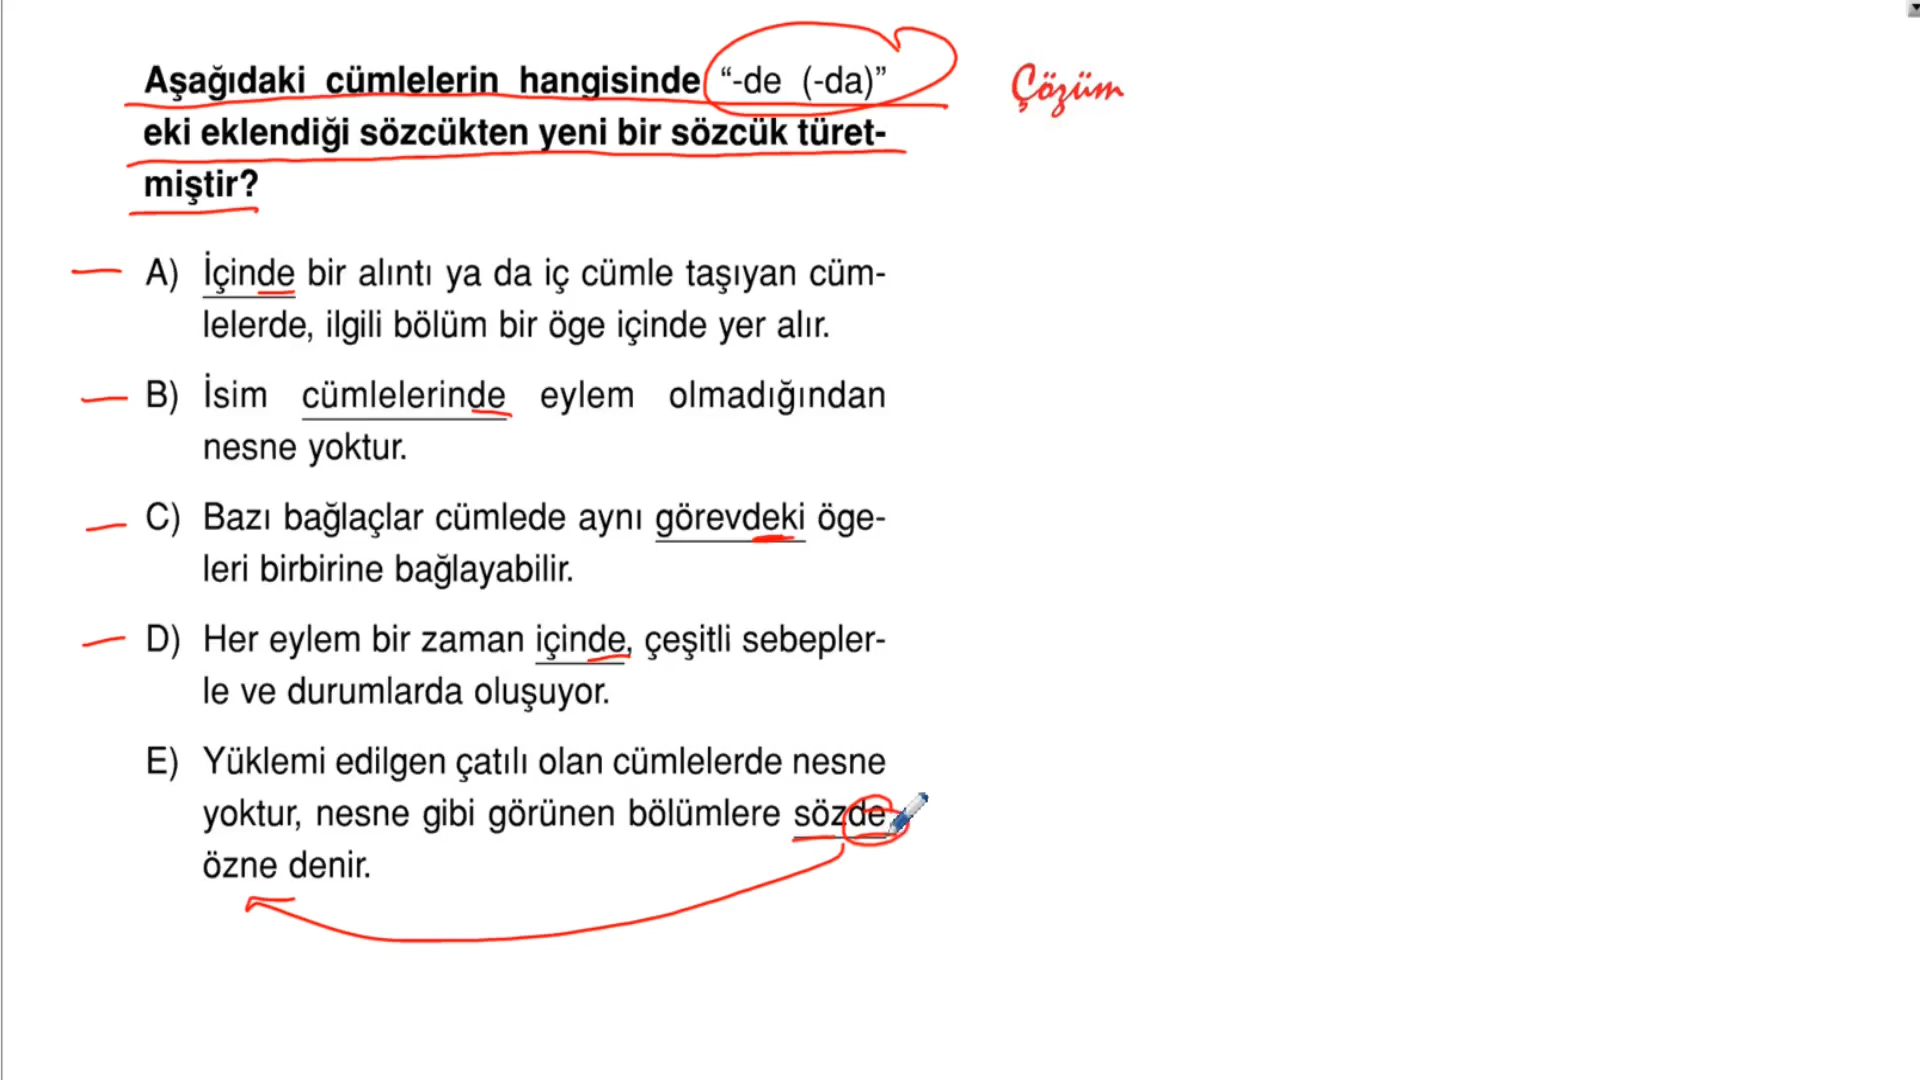 Aşağıdaki cümlelerin hangisinde “-de (-da)”
eki eklendiği sözcükten yeni bir sözcük türet-
miştir?
Çözüm
A) İçinde bir alıntı ya da iç cümle taşıyan cüm-
lelerde, ilgili bölüm bir öge içinde yer alır.
B) İsim cümlelerinde eylem olmadığından
nesne yoktur.
C) Bazı bağlaçlar cümlede aynı görevdeki öge-
leri birbirine bağlayabilir.
D) Her eylem bir zaman içinde, çeşitli sebepler-
le ve durumlarda oluşuyor.
E) Yüklemi edilgen çatılı olan cümlelerde nesne
yoktur, nesne gibi görünen bölümlere sözde
özne denir.